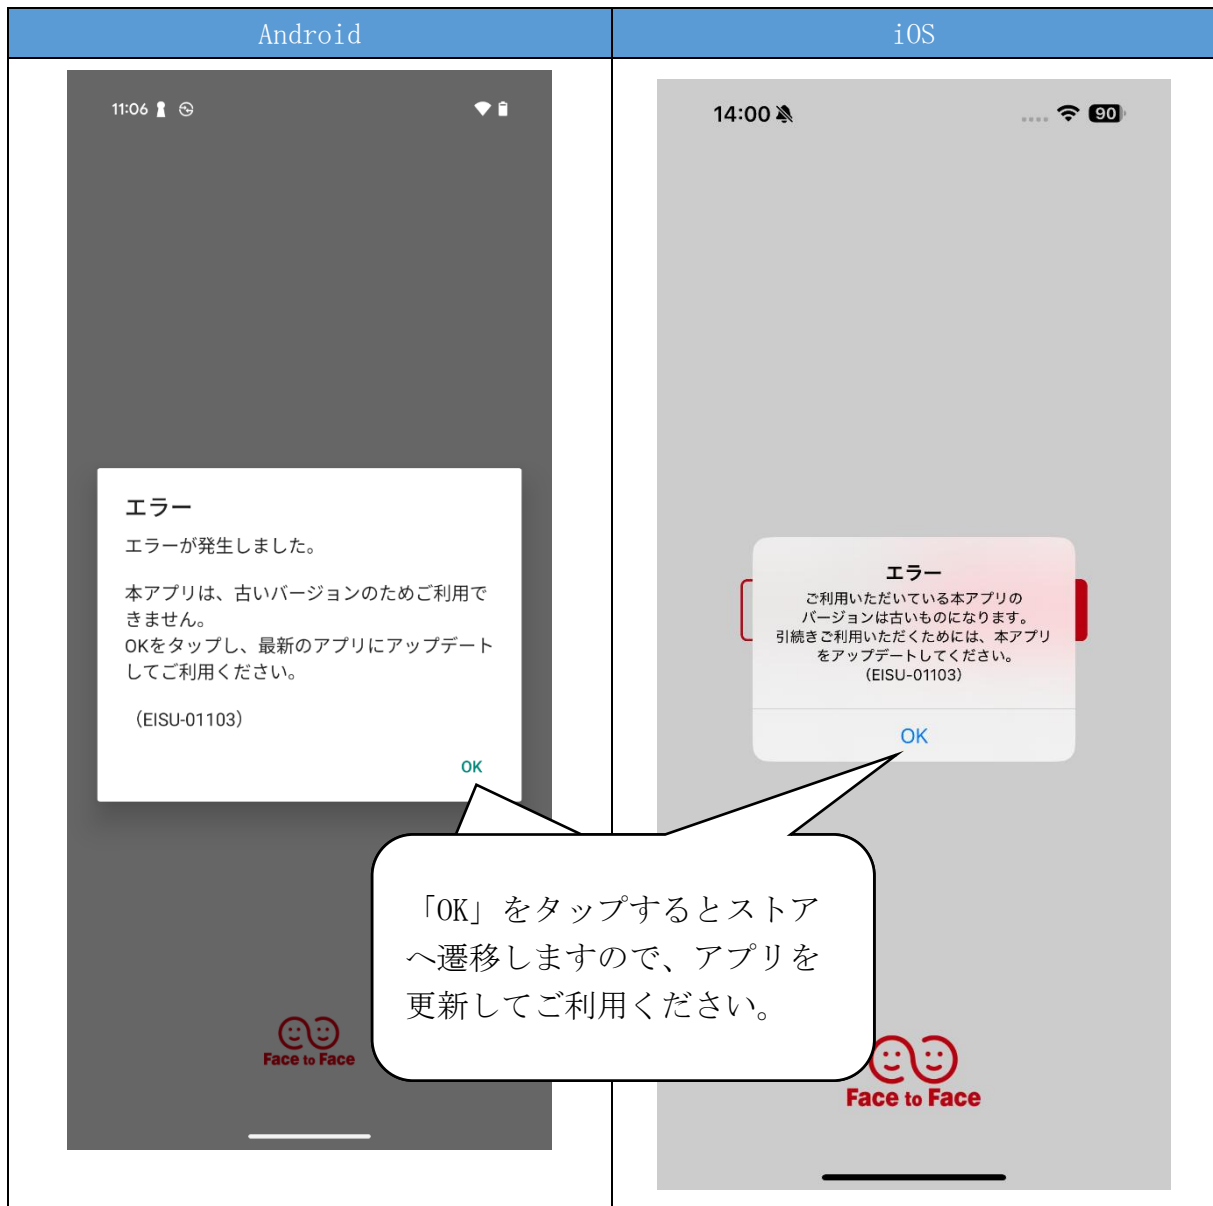 Android
iOS
11:06
エラー
エラーが発生しました。
本アプリは、古いバージョンのためご利用で
きません。
OKをタップし、最新のアプリにアップデート
してご利用ください。
（EISU-01103）
OK
Face to Face
14:00
90
エラー
ご利用いただいている本アプリの
バージョンは古いものになります。
引続きご利用いただくためには、本アプリ
をアップデートしてください。
（EISU-01103）
OK
「OK」をタップするとストア
へ遷移しますので、アプリを
更新してご利用ください。
Face to Face